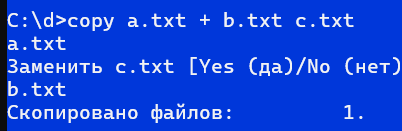 C:\d>copy a.txt + b.txt c.txt
a.txt
Заменить c.txt [Yes (да)/No (нет)
b.txt
Скопировано файлов:         1.